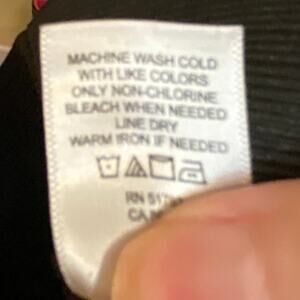 MACHINE WASH COLD
WITH LIKE COLORS
ONLY NON-CHLORINE
BLEACH WHEN NEEDED
LINE DRY
WARM IRON IF NEEDED
RN
CA